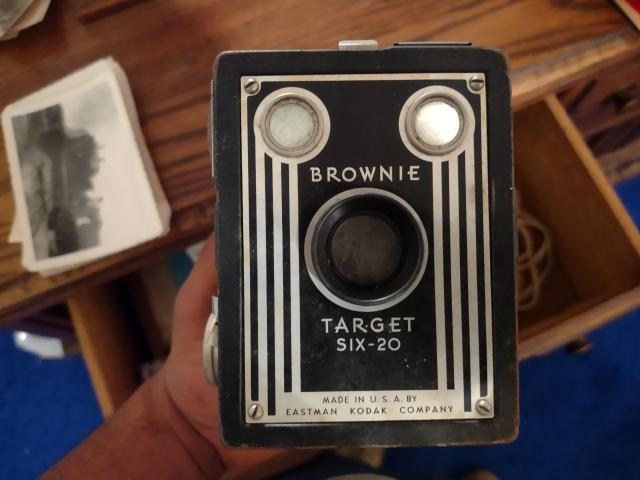 BROWNIE
TARGET
SIX-20
MADE IN U.S.A. BY
EASTMAN KODAK COMPANY